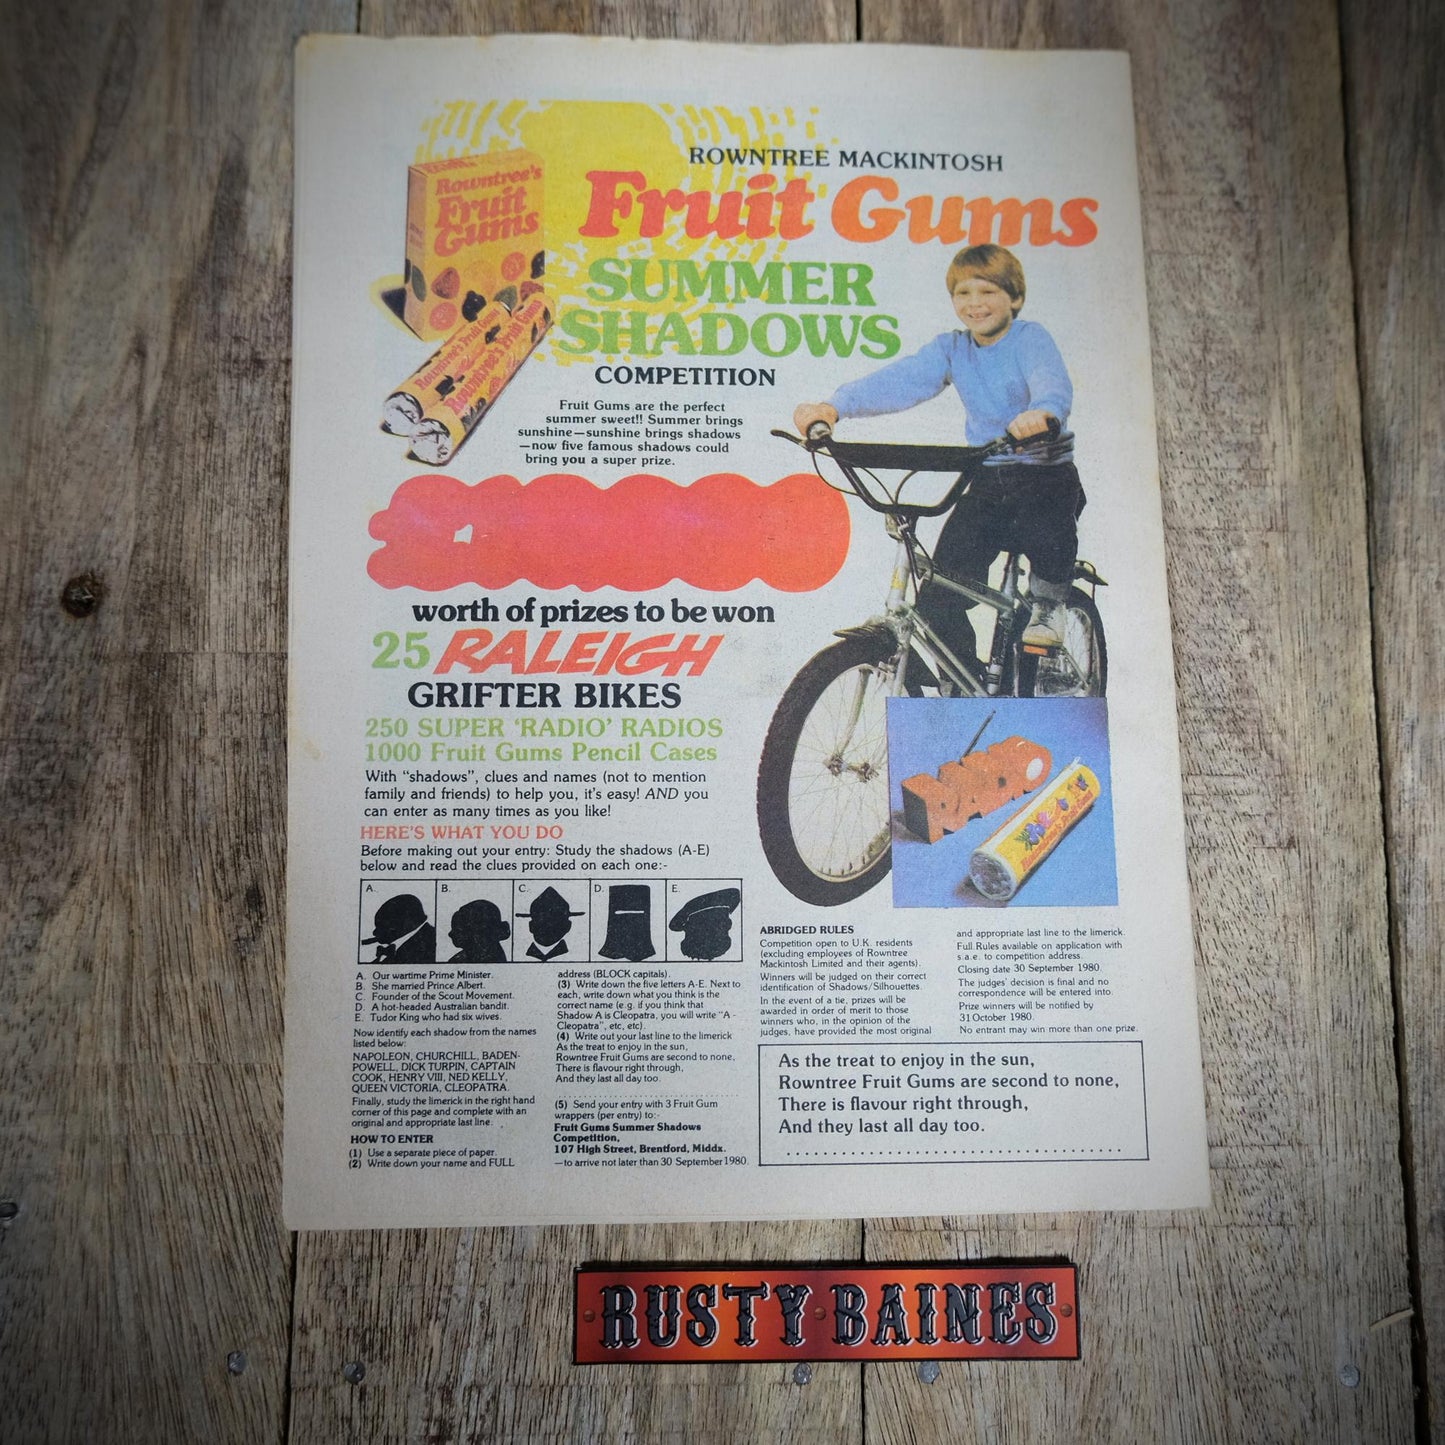 ROWNTREE MACKINTOSH
Fruit Gums
SUMMER
SHADOWS
COMPETITION
Rowntree's
Fruit
Gums
Rowntree's Fruit Gums
Rowntree's Fruit Gums
Fruit Gums are the perfect
summer sweet!! Summer brings
sunshine—sunshine brings shadows
—now five famous shadows could
bring you a super prize.
worth of prizes to be won
25 RALEIGH
GRIFTER BIKES
250 SUPER 'RADIO' RADIOS
1000 Fruit Gums Pencil Cases
With "shadows", clues and names (not to mention
family and friends) to help you, it's easy! AND you
can enter as many times as you like!
HERE'S WHAT YOU DO
Before making out your entry: Study the shadows (A-E)
below and read the clues provided on each one:-
A. B. C. D. E.
A. Our wartime Prime Minister.
B. She married Prince Albert.
C. Founder of the Scout Movement.
D. A hot-headed Australian bandit.
E. Tudor King who had six wives.
Now identify each shadow from the names
listed below:
NAPOLEON, CHURCHILL, BADEN-
POWELL, DICK TURPIN, CAPTAIN
COOK, HENRY VIII, NED KELLY,
QUEEN VICTORIA, CLEOPATRA.
Finally, study the limerick in the right hand
corner of this page and complete with an
original and appropriate last line.
HOW TO ENTER
(1) Use a separate piece of paper.
(2) Write down your name and FULL
address (BLOCK capitals).
(3) Write down the five letters A-E. Next to
each, write down what you think is the
correct name (e.g. if you think that
Shadow A is Cleopatra, you will write "A -
Cleopatra", etc, etc).
(4) Write out your last line to the limerick
As the treat to enjoy in the sun,
Rowntree Fruit Gums are second to none,
There is flavour right through,
And they last all day too.
(5) Send your entry with 3 Fruit Gum
wrappers (per entry) to:-
Fruit Gums Summer Shadows
Competition,
107 High Street, Brentford, Middx.
—to arrive not later than 30 September 1980.
RADIO
Rowntree's Fruit Gums
ABRIDGED RULES
Competition open to U.K. residents
(excluding employees of Rowntree
Mackintosh Limited and their agents).
Winners will be judged on their correct
identification of Shadows/Silhouettes.
In the event of a tie, prizes will be
awarded in order of merit to those
winners who, in the opinion of the
judges, have provided the most original
and appropriate last line to the limerick.
Full Rules available on application with
s.a.e. to competition address.
Closing date 30 September 1980.
The judges' decision is final and no
correspondence will be entered into.
Prize winners will be notified by
31 October 1980.
No entrant may win more than one prize.
As the treat to enjoy in the sun,
Rowntree Fruit Gums are second to none,
There is flavour right through,
And they last all day too.
RUSTY BAINES